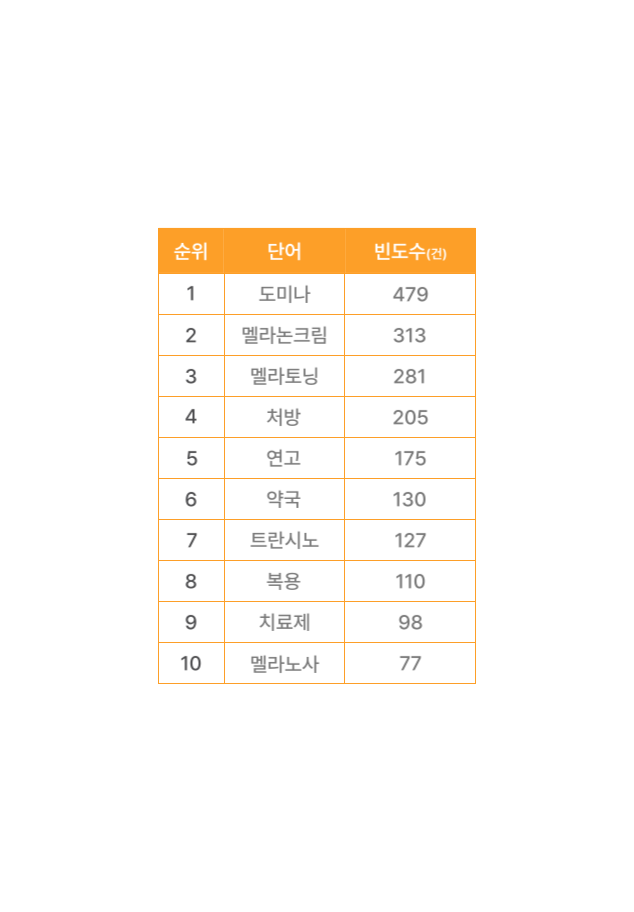 순위 단어 빈도수(건)
1 도미나 479
2 멜라논크림 313
3 멜라토닝 281
4 처방 205
5 연고 175
6 약국 130
7 트란시노 127
8 복용 110
9 치료제 98
10 멜라노사 77